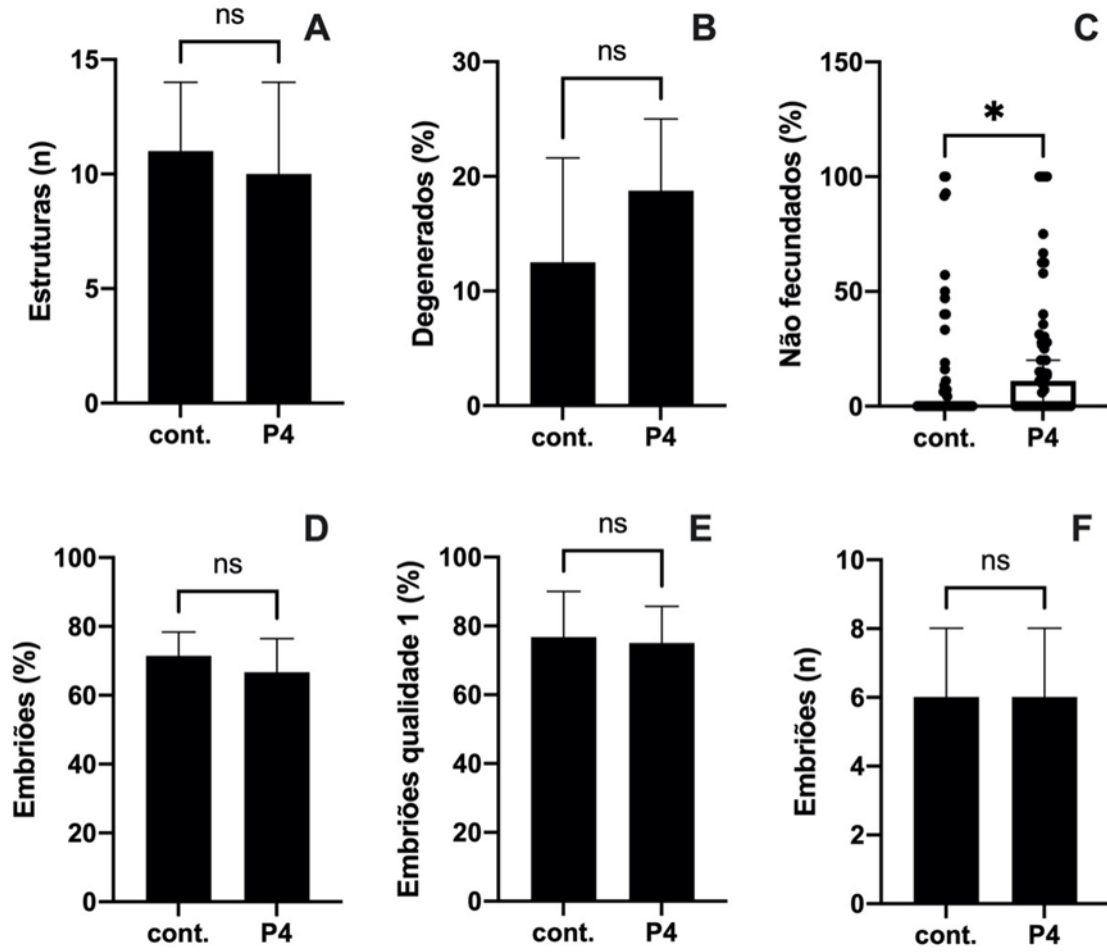 A
ns
Estruturas (n)
15
10
5
0
cont. P4
B
ns
Degenerados (%)
30
20
10
0
cont. P4
C
*
Não fecundados (%)
150
100
50
0
cont. P4
D
ns
Embriões (%)
100
80
60
40
20
0
cont. P4
E
ns
Embriões qualidade 1 (%)
100
80
60
40
20
0
cont. P4
F
ns
Embriões (n)
10
8
6
4
2
0
cont. P4